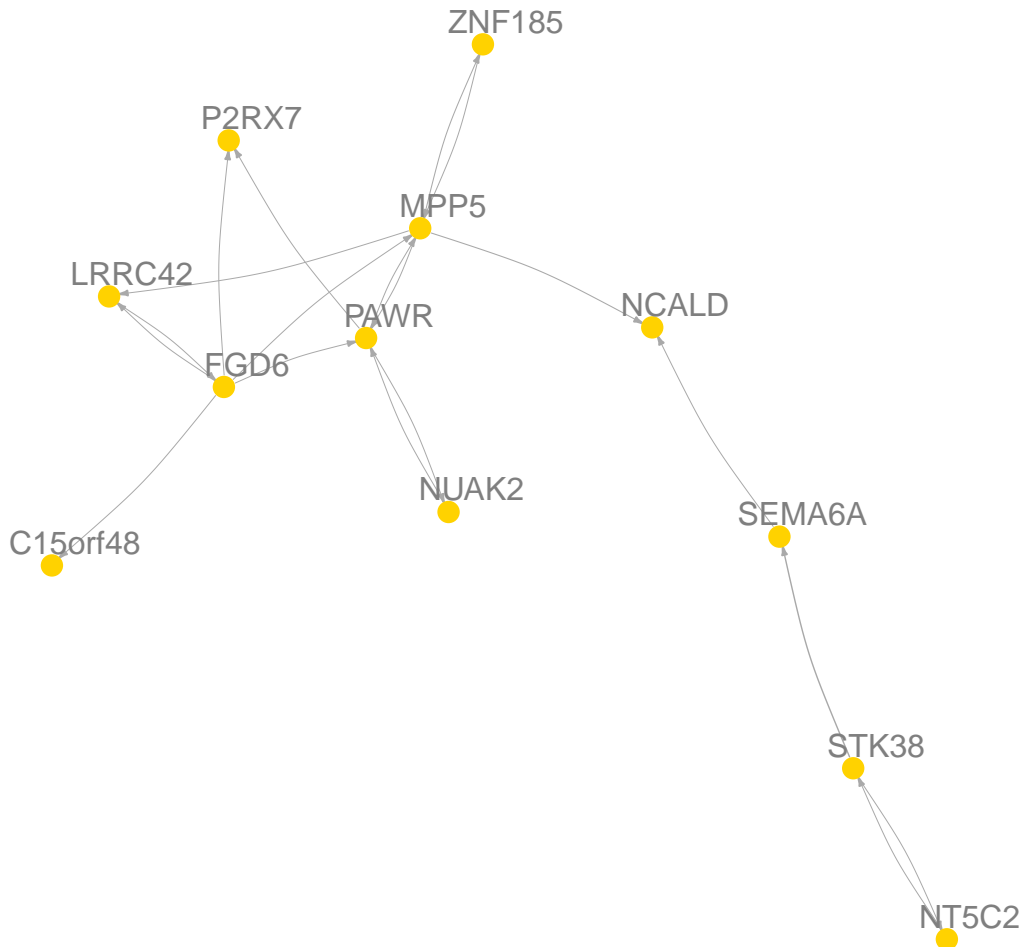 ZNF185
P2RX7
MPP5
LRRC42
NCALD
PAWR
FGD6
NUAK2
SEMA6A
C15orf48
STK38
NT5C2